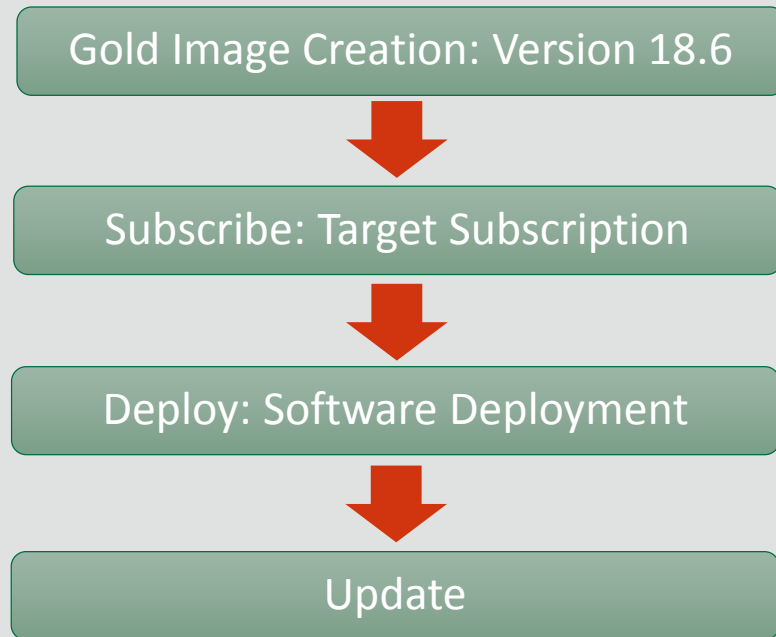 Gold Image Creation: Version 18.6
Subscribe: Target Subscription
Deploy: Software Deployment
Update